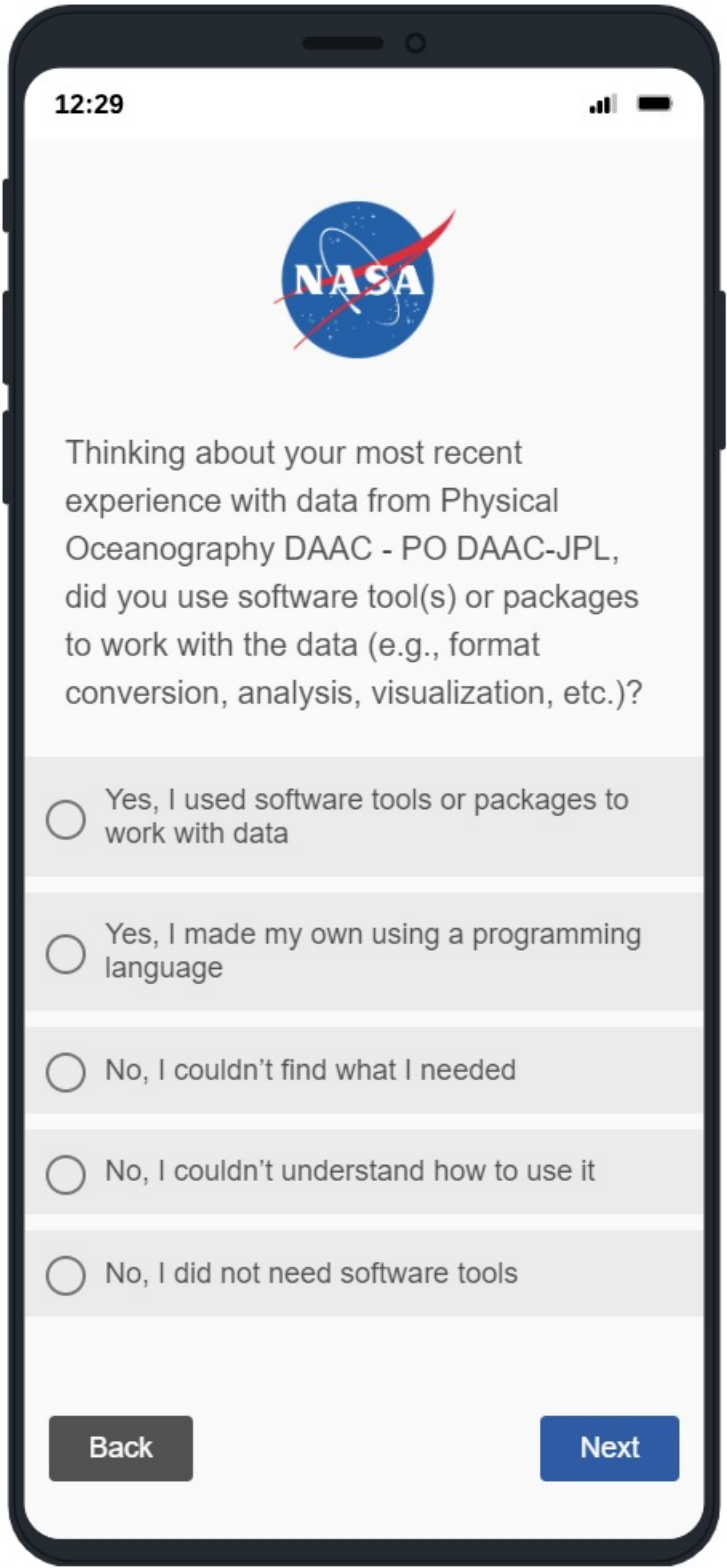 12:29
NASA
Thinking about your most recent
experience with data from Physical
Oceanography DAAC - PO DAAC-JPL,
did you use software tool(s) or packages
to work with the data (e.g., format
conversion, analysis, visualization, etc.)?
Yes, I used software tools or packages to
work with data
Yes, I made my own using a programming
language
No, I couldn’t find what I needed
No, I couldn’t understand how to use it
No, I did not need software tools
Back
Next